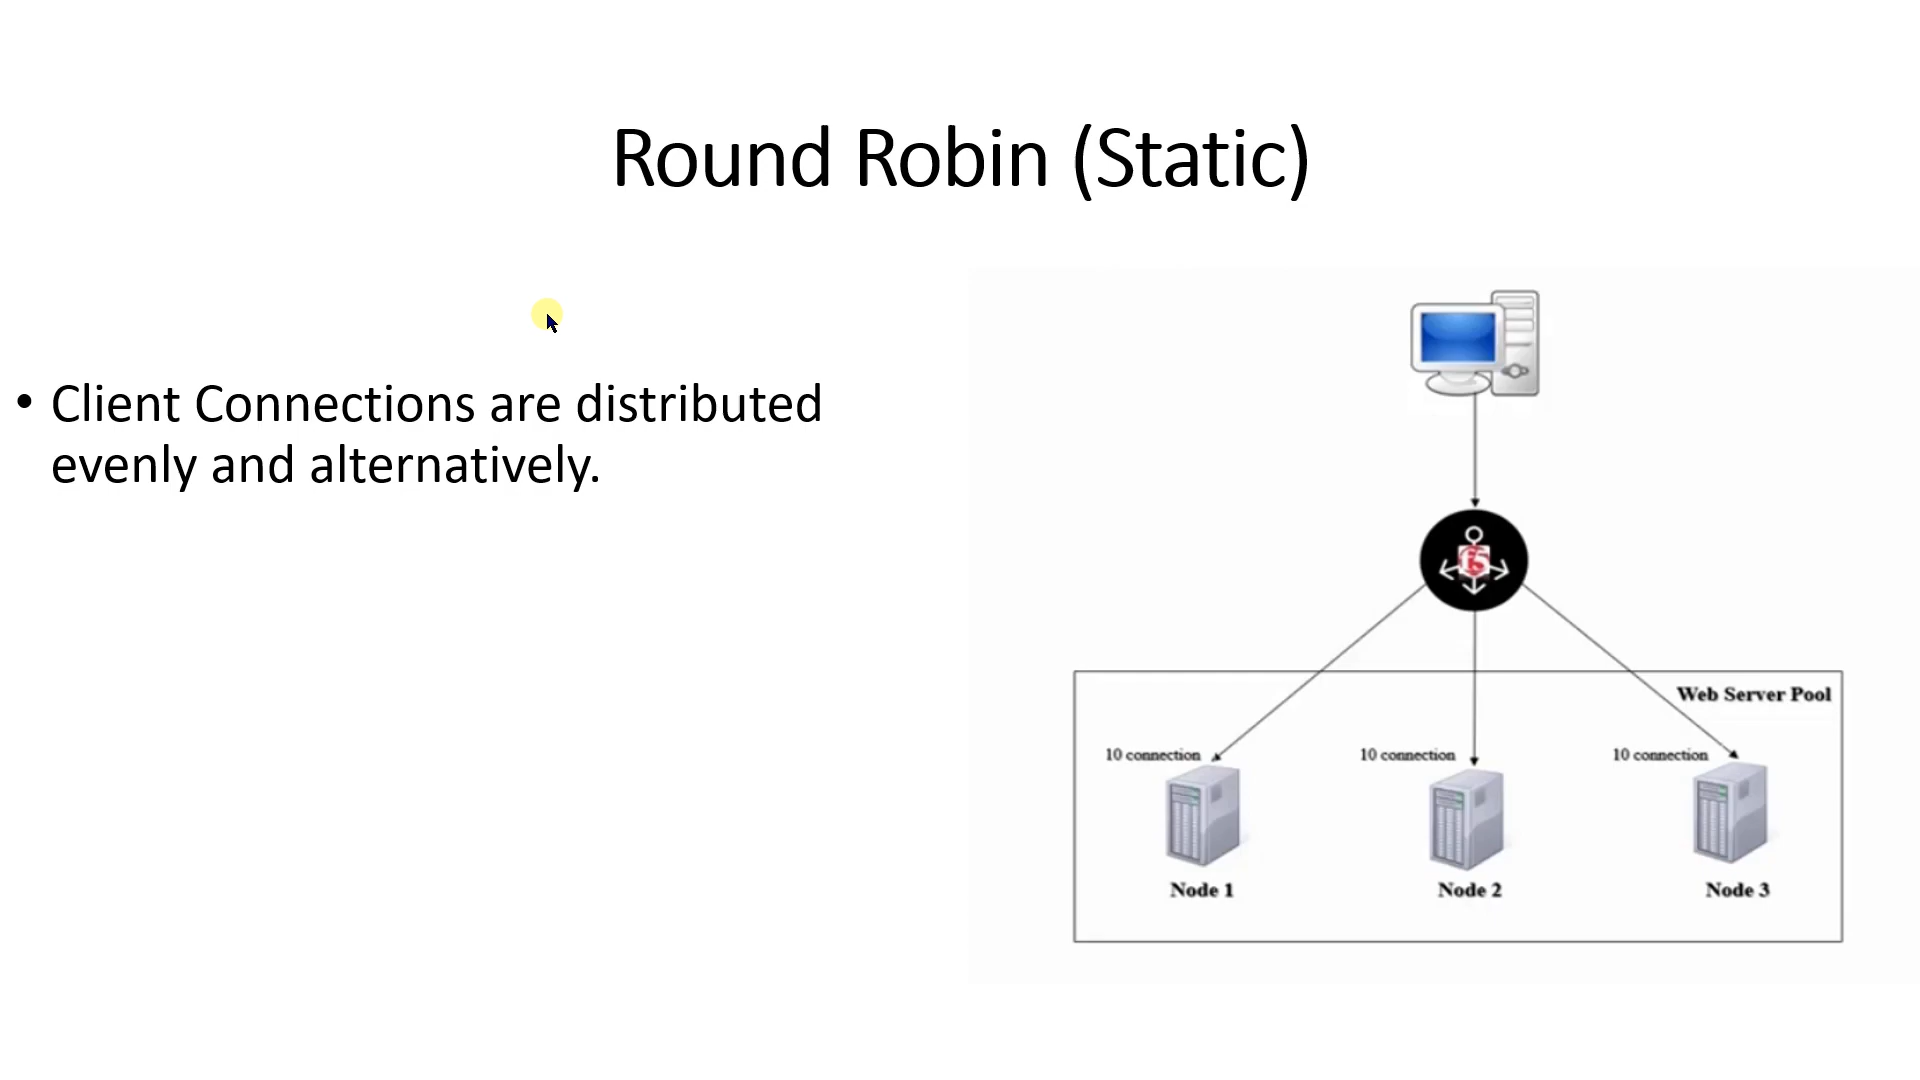 Round Robin (Static)
• Client Connections are distributed
evenly and alternatively.
f5
Web Server Pool
10 connection
10 connection
10 connection
Node 1
Node 2
Node 3